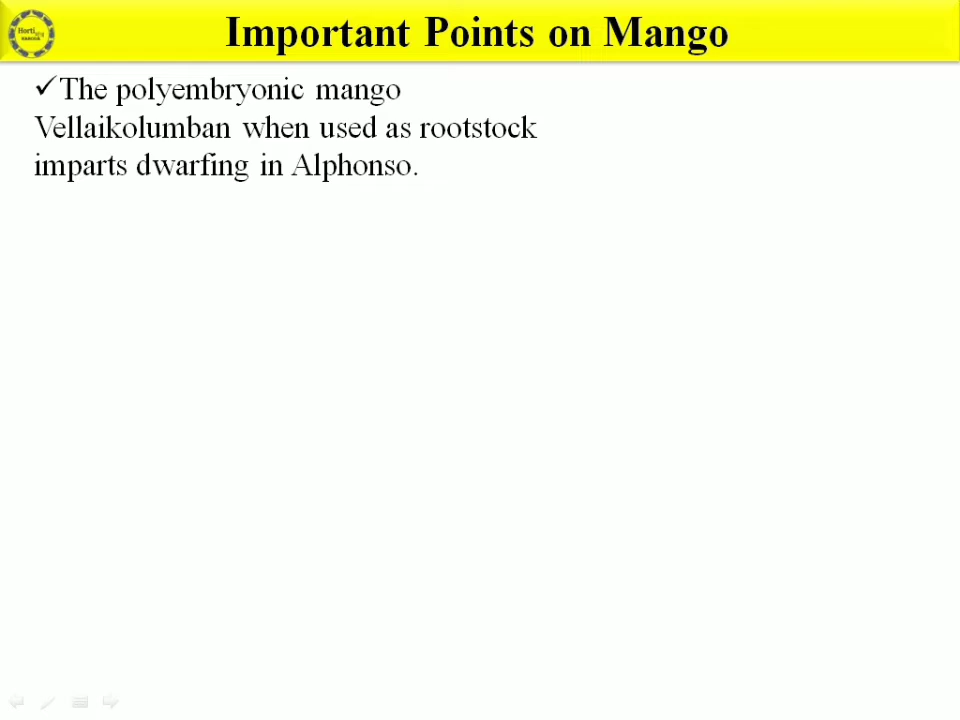 Important Points on Mango
✓The polyembryonic mango
Vellaikolumban when used as rootstock
imparts dwarfing in Alphonso.